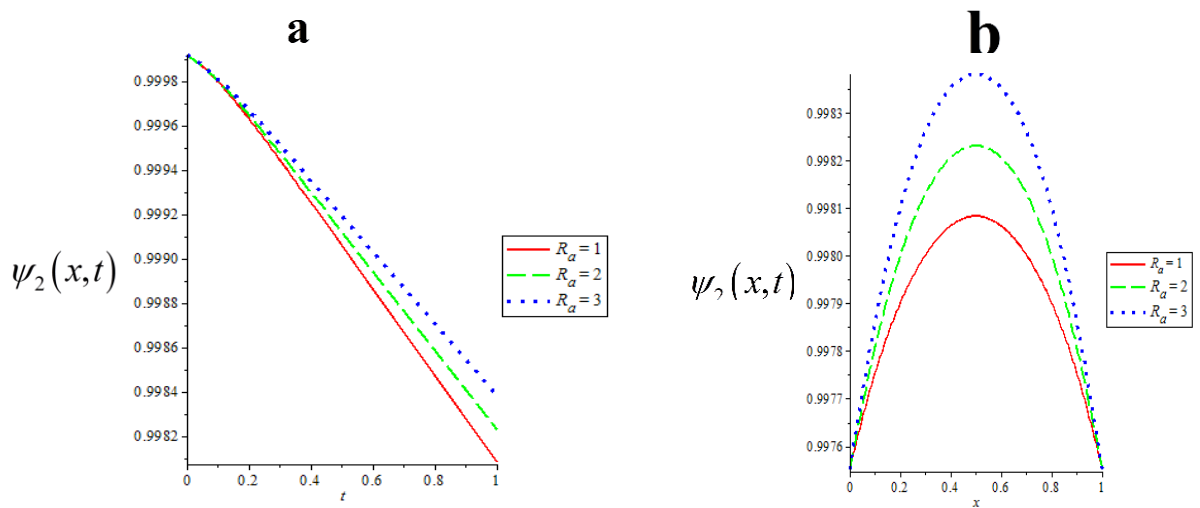 a
0.9998
0.9996
0.9994
0.9992
0.9990
0.9988
0.9986
0.9984
0.9982
ψ₂(x,t)
0 0.2 0.4 0.6 0.8 1
t
Rₐ = 1
Rₐ = 2
Rₐ = 3
b
0.9983
0.9982
0.9981
0.9980
0.9979
0.9978
0.9977
0.9976
ψ₂(x,t)
0 0.2 0.4 0.6 0.8 1
x
Rₐ = 1
Rₐ = 2
Rₐ = 3